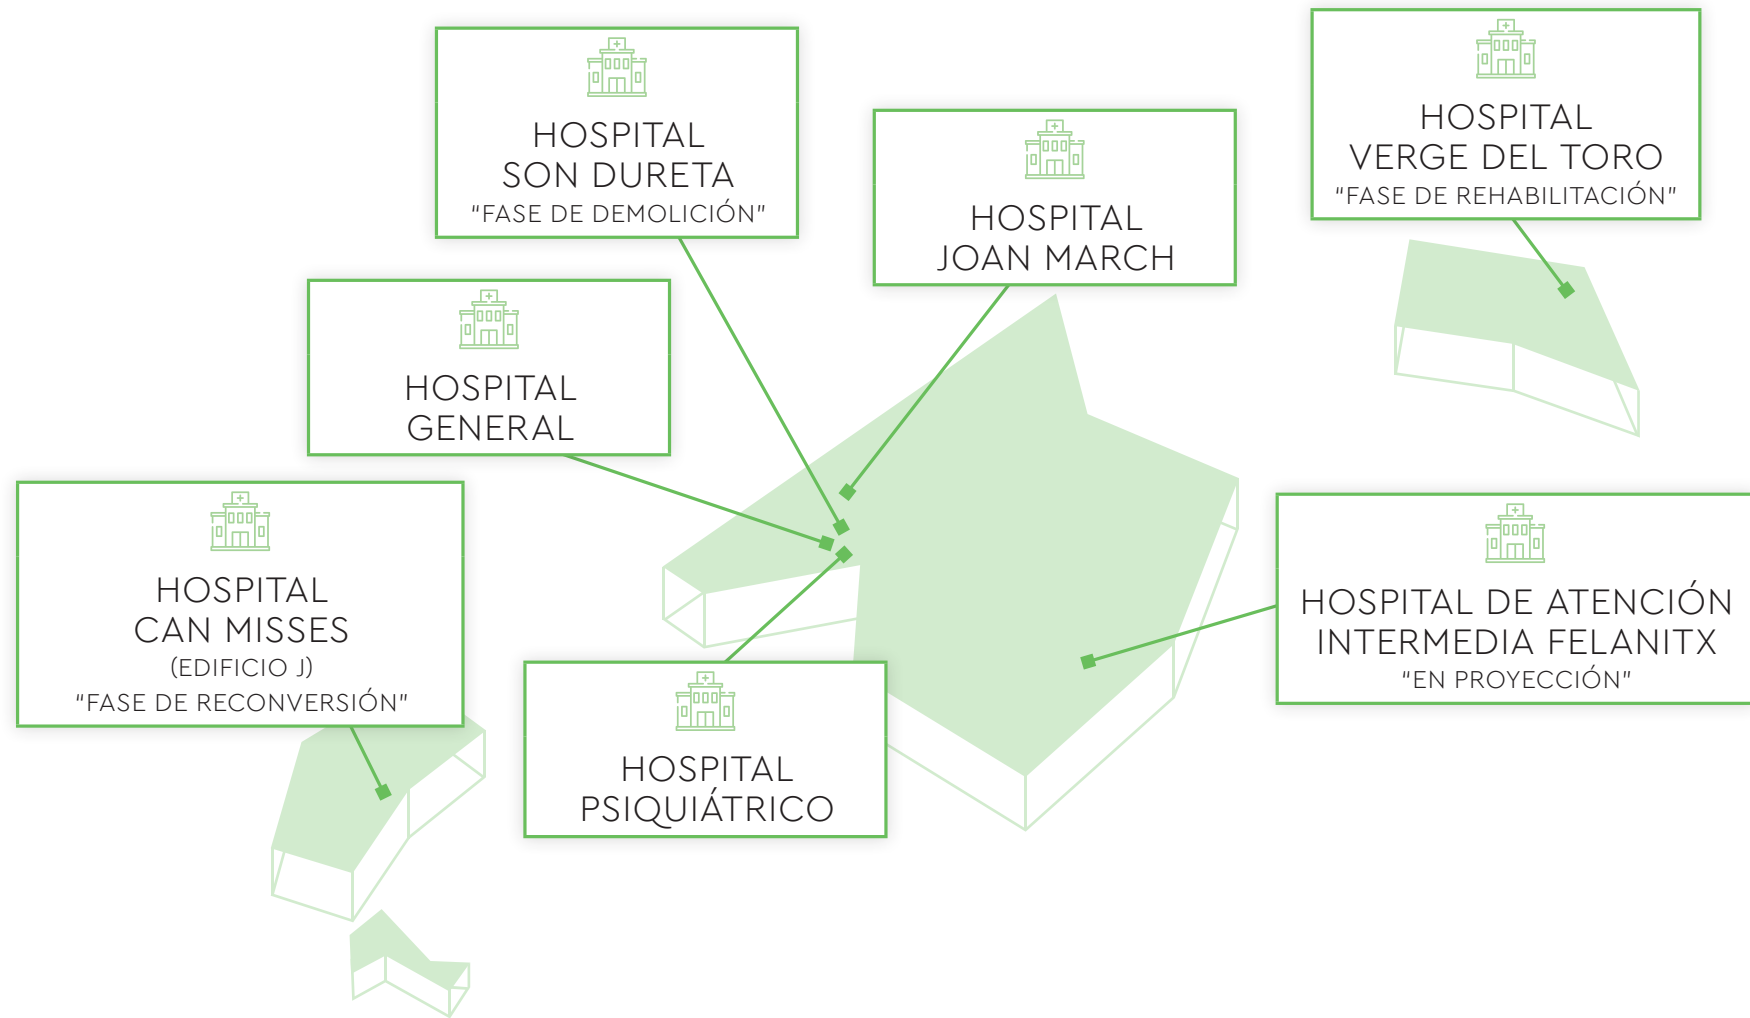 HOSPITAL
SON DURETA
“FASE DE DEMOLICIÓN”
HOSPITAL
JOAN MARCH
HOSPITAL
VERGE DEL TORO
“FASE DE REHABILITACIÓN”
HOSPITAL
GENERAL
HOSPITAL
CAN MISSES
(EDIFICIO J)
“FASE DE RECONVERSIÓN”
HOSPITAL
PSIQUIÁTRICO
HOSPITAL DE ATENCIÓN
INTERMEDIA FELANITX
“EN PROYECCIÓN”